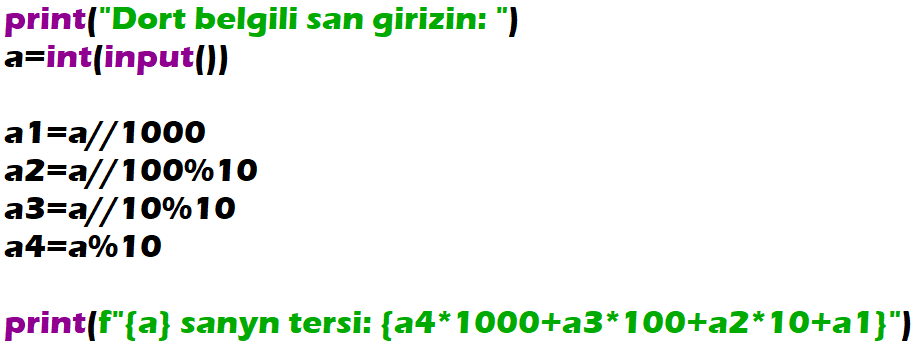 print("Dort belgili san girizin: ")
a=int(input())
a1=a//1000
a2=a//100%10
a3=a//10%10
a4=a%10
print(f"{a} sanyn tersi: {a4*1000+a3*100+a2*10+a1}")